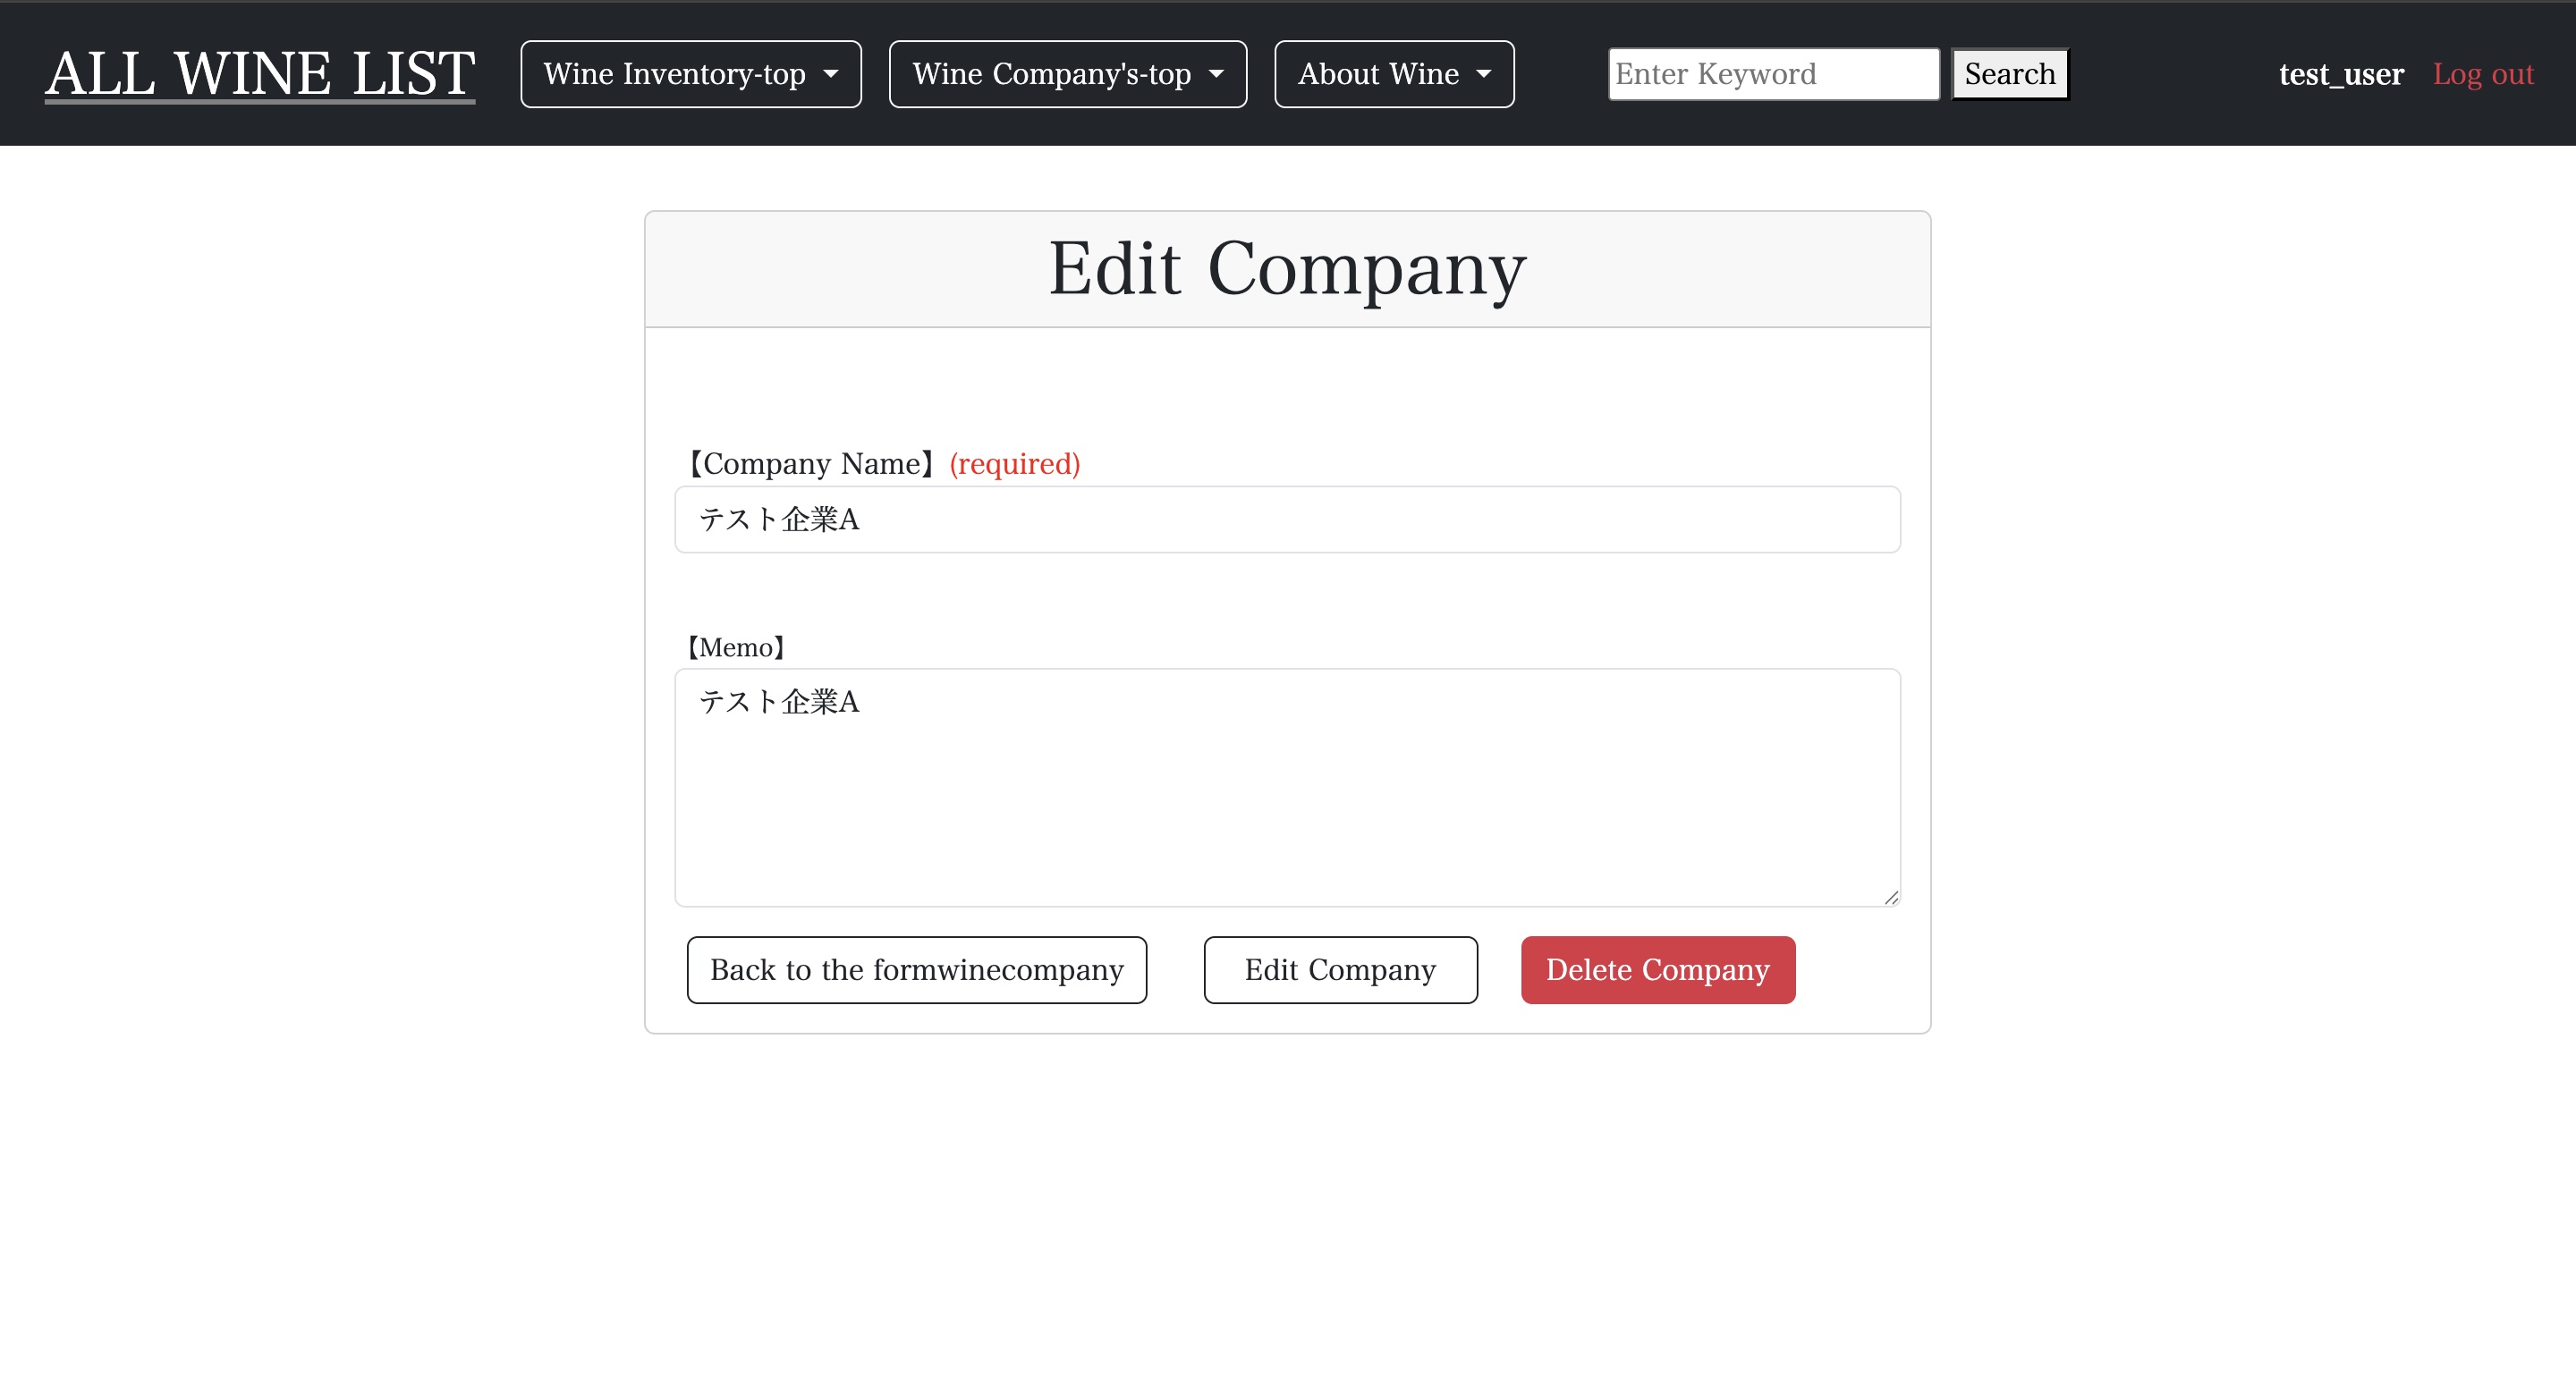 ALL WINE LIST Wine Inventory-top Wine Company's-top About Wine Enter Keyword Search test_user Log out
Edit Company
【Company Name】(required)
テスト企業A
【Memo】
テスト企業A
Back to the formwinecompany Edit Company Delete Company